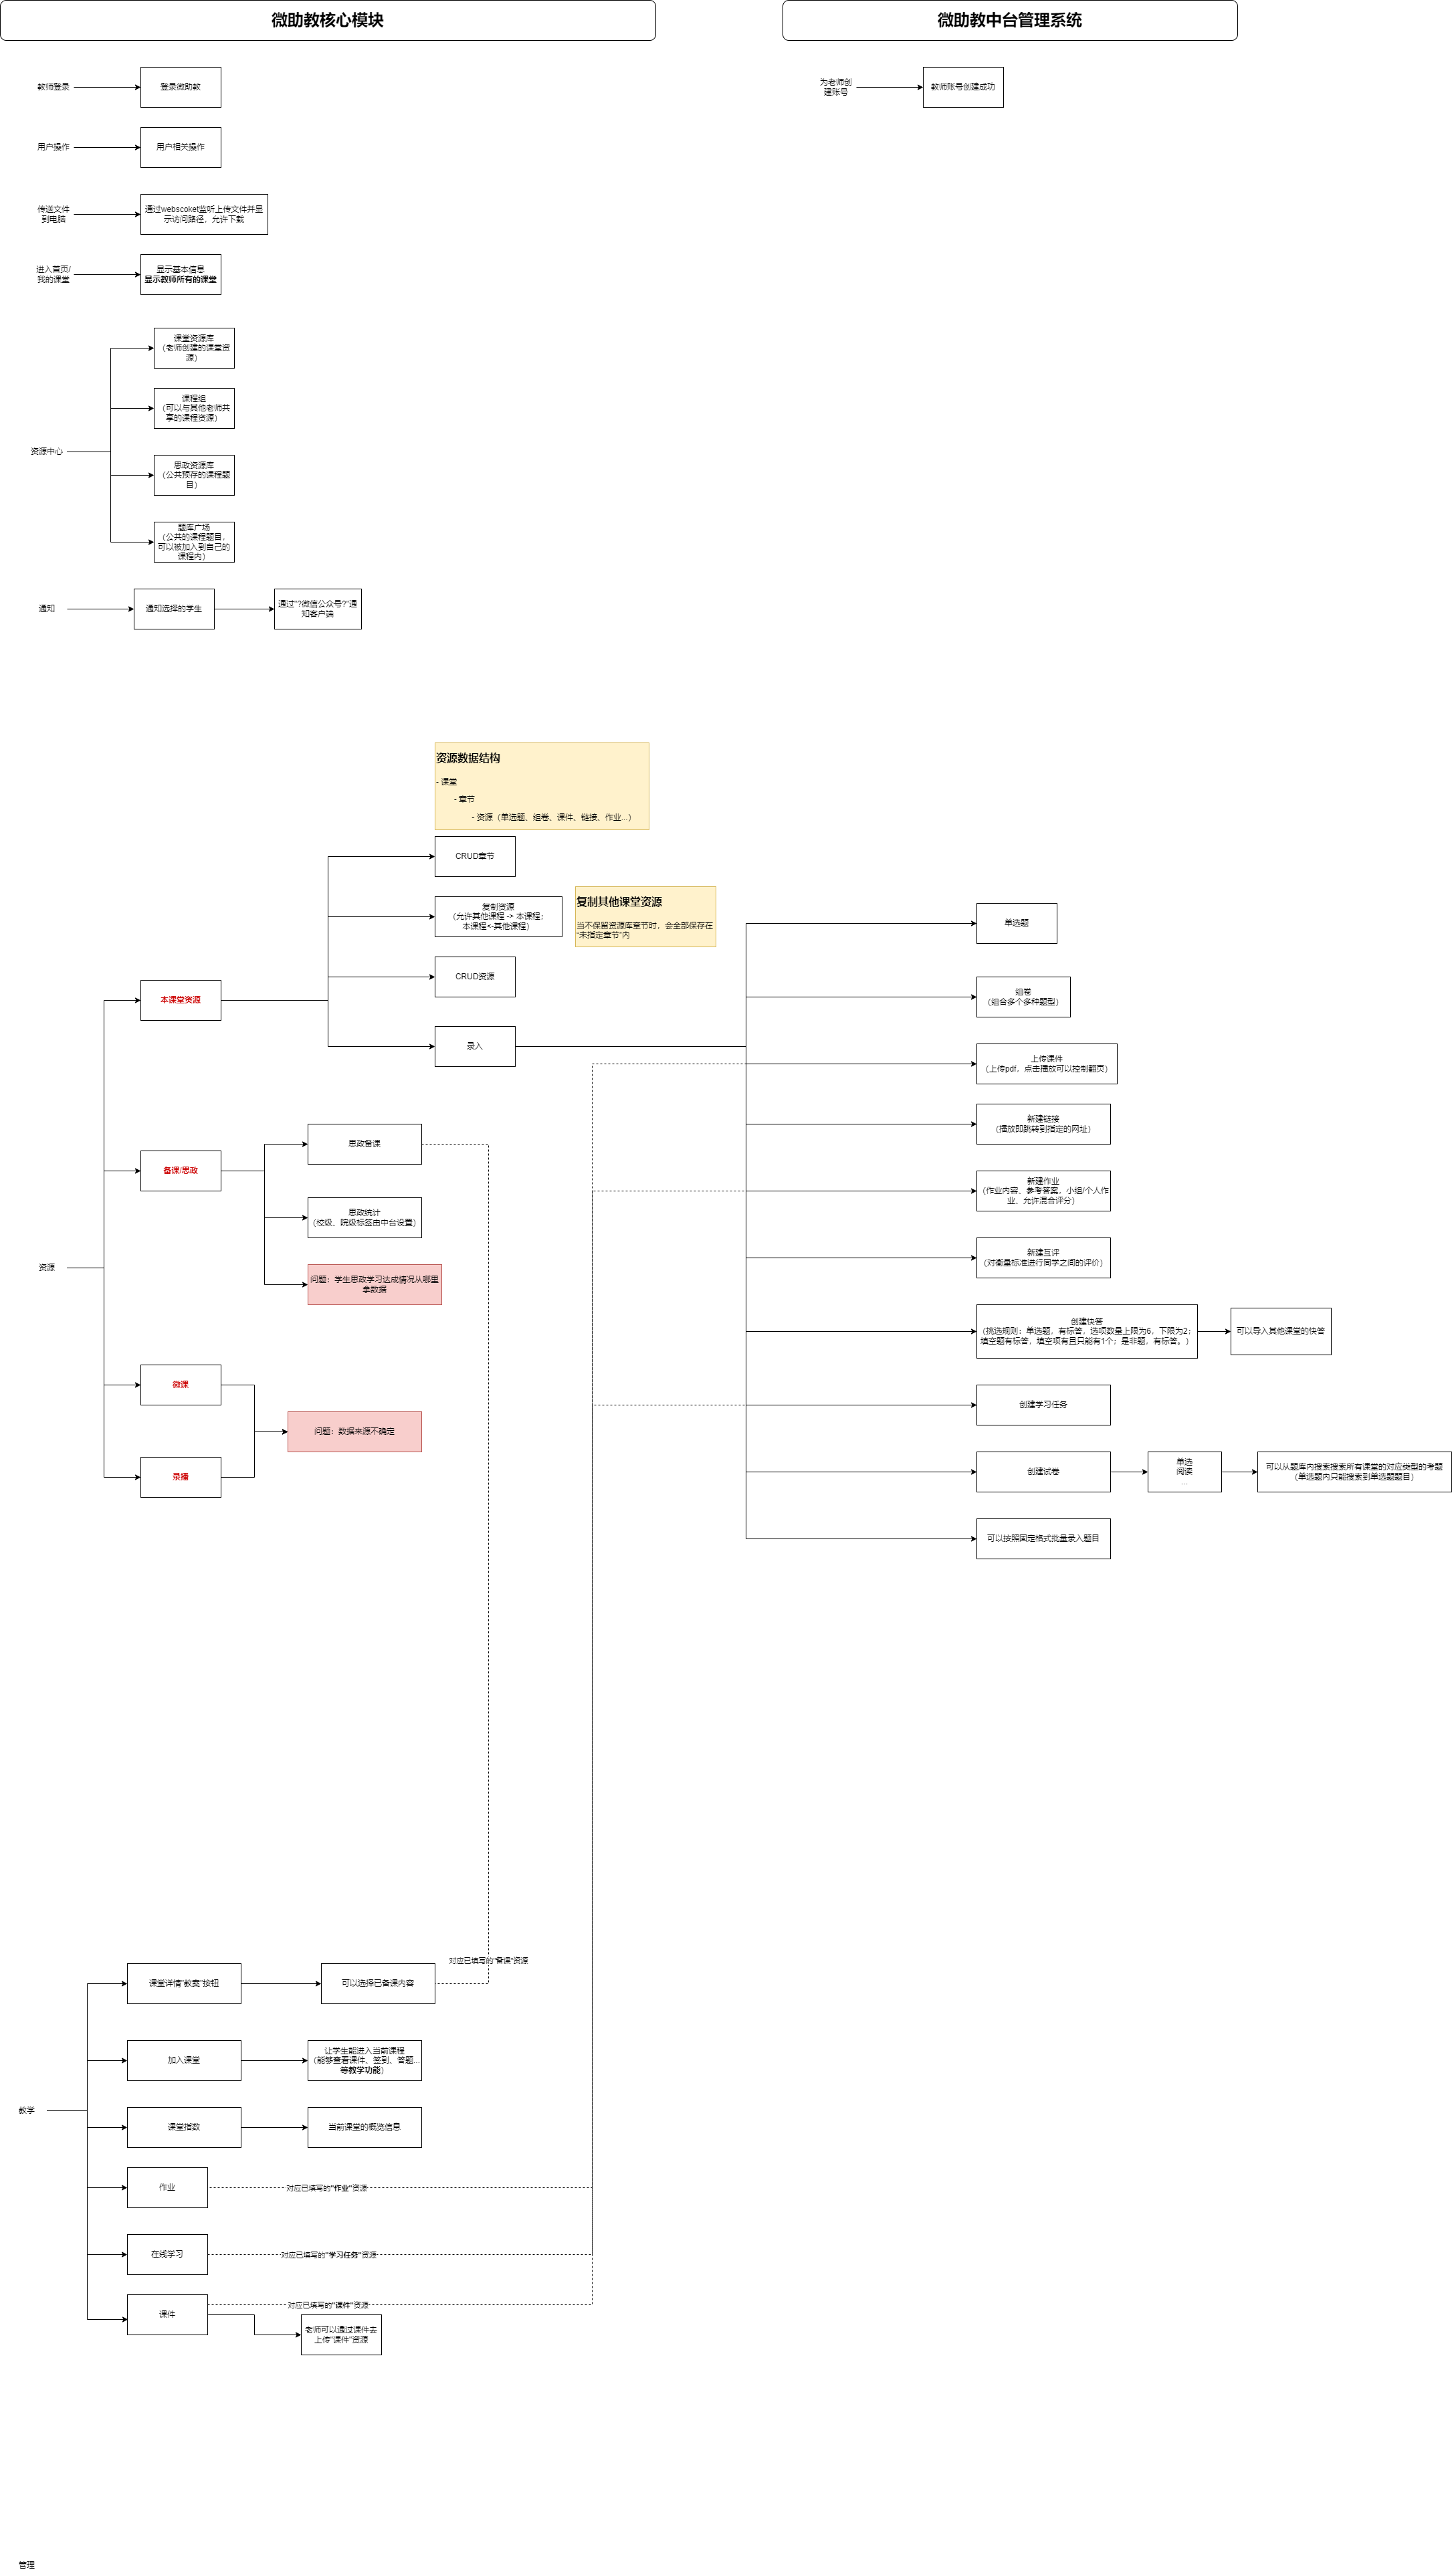 微助教核心模块
微助教中台管理系统
教师登录
登录微助教
为老师创
建账号
教师账号创建成功
用户操作
用户相关操作
传送文件
到电脑
通过webscoket监听上传文件并显
示访问路径，允许下载
进入首页/
我的课堂
显示基本信息
显示教师所有的课堂
资源中心
课堂资源库
（老师创建的课堂资
源）
课程组
（可以与其他老师共
享的课程资源）
思政资源库
（公共预存的课程题
目）
题库广场
（公共的课程题目，
可以被加入到自己的
课程内）
通知
通知选择的学生
通过"?微信公众号?"通
知客户端
资源数据结构
- 课堂
- 章节
- 资源（单选题、组卷、课件、链接、作业...）
CRUD章节
复制资源
（允许其他课程 -> 本课程；
本课程<-其他课程）
复制其他课堂资源
当不保留资源库章节时，会全部保存在
"未指定章节"内
CRUD资源
录入
资源
本课堂资源
备课/思政
思政备课
思政统计
（校级、院级标签由中台设置）
问题：学生思政学习达成情况从哪里
拿数据
微课
录播
问题：数据来源不确定
单选题
组卷
（组合多个多种题型）
上传课件
（上传pdf，点击播放可以控制翻页）
新建链接
（播放即跳转到指定的网址）
新建作业
（作业内容、参考答案，小组/个人作
业、允许混合评分）
新建互评
（对衡量标准进行同学之间的评价）
创建快答
（挑选规则：单选题，有标答，选项数量上限为6，下限为2；
填空题有标答，填空项有且只能有1个；是非题，有标答。）
可以导入其他课堂的快答
创建学习任务
创建试卷
单选
阅读
...
可以从题库内搜索搜索所有课堂的对应类型的考题
（单选题内只能搜索到单选题题目）
可以按照固定格式批量录入题目
教学
课堂详情"教案"按钮
可以选择已备课内容
对应已填写的"备课"资源
加入课堂
让学生能进入当前课程
（能够查看课件、签到、答题...
等教学功能）
课堂指数
当前课堂的概览信息
作业
对应已填写的"作业"资源
在线学习
对应已填写的"学习任务"资源
课件
对应已填写的"课件"资源
老师可以通过课件去
上传"课件"资源
管理